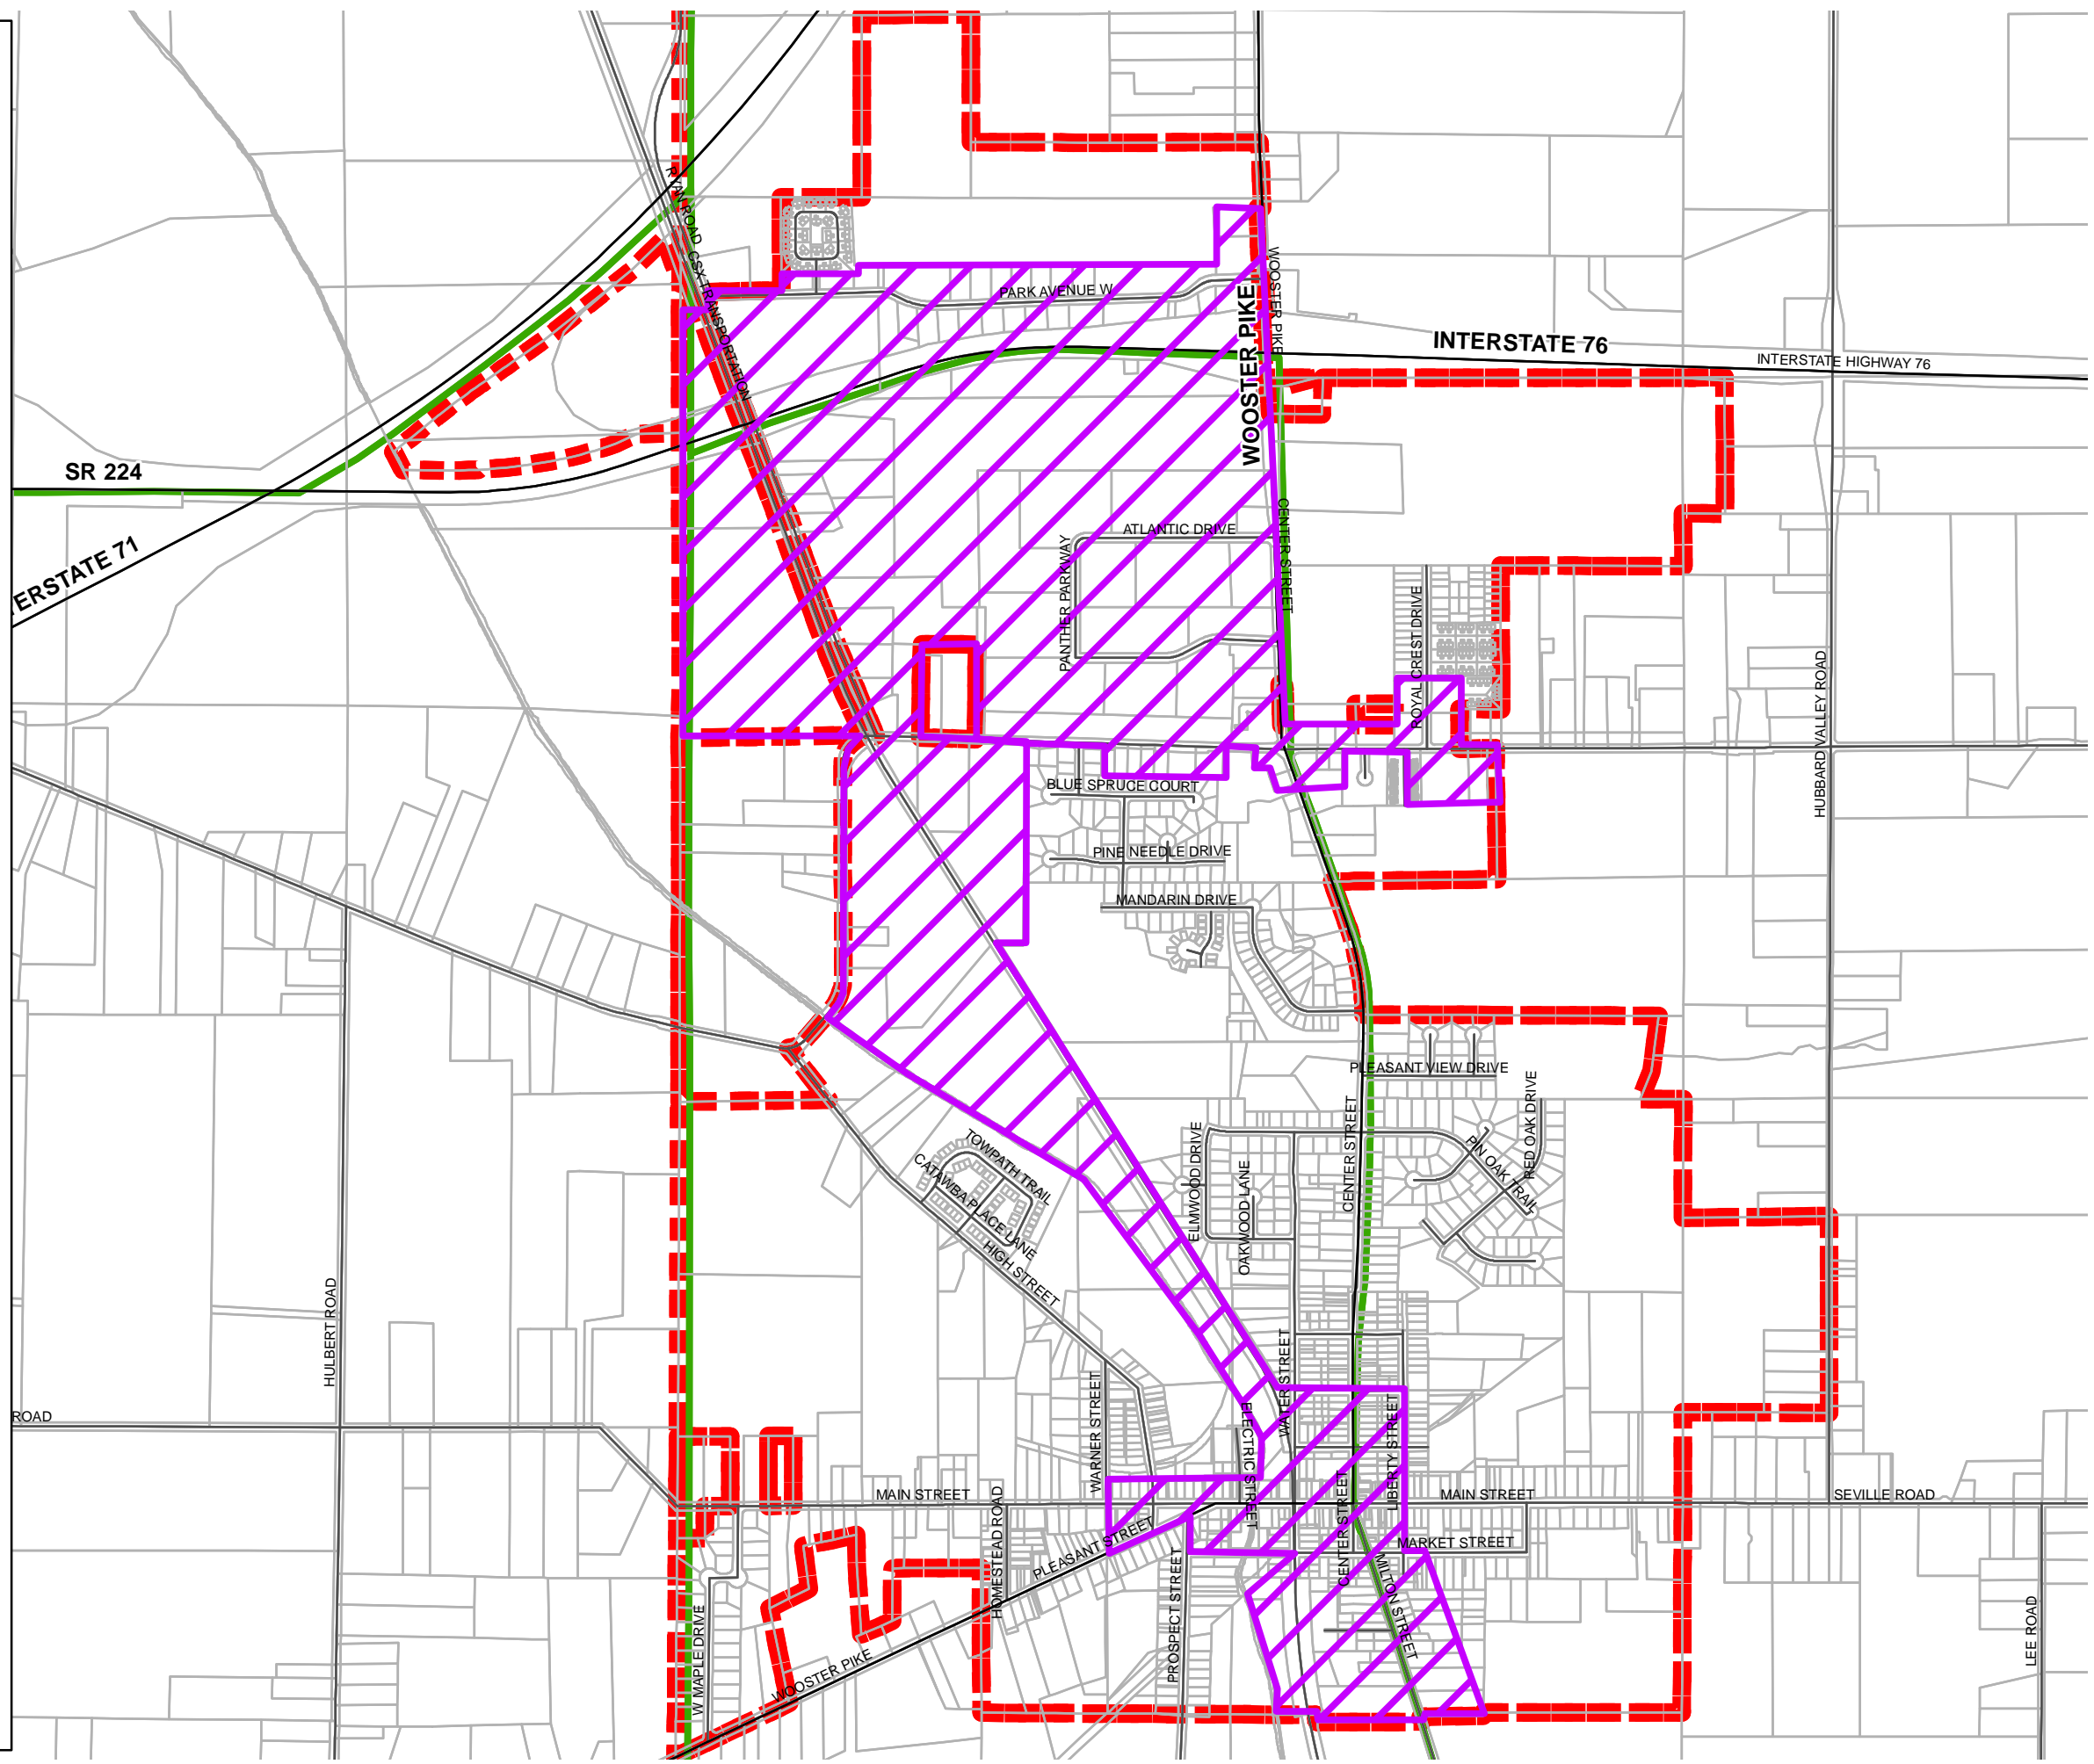 RYAN ROAD
CSX TRANSPORTATION
PARK AVENUE W
WOOSTER PIKE
WOOSTER PIKE
INTERSTATE 76
INTERSTATE HIGHWAY 76
SR 224
ERSTATE 71
ATLANTIC DRIVE
PANTHER PARKWAY
CENTER STREET
ROYAL CREST DRIVE
HUBBARD VALLEY ROAD
BLUE SPRUCE COURT
PINE NEEDLE DRIVE
MANDARIN DRIVE
PLEASANT VIEW DRIVE
RED OAK DRIVE
PIN OAK TRAIL
CENTER STREET
ELMWOOD DRIVE
OAKWOOD LANE
TOWPATH TRAIL
CATAWBA PLACE LANE
HIGH STREET
HULBERT ROAD
WATER STREET
WARNER STREET
ELECTRIC STREET
LIBERTY STREET
ROAD
MAIN STREET
MAIN STREET
SEVILLE ROAD
CENTER STREET
HOMESTEAD ROAD
PLEASANT STREET
MARKET STREET
MILTON STREET
PROSPECT STREET
W MAPLE DRIVE
WOOSTER PIKE
LEE ROAD